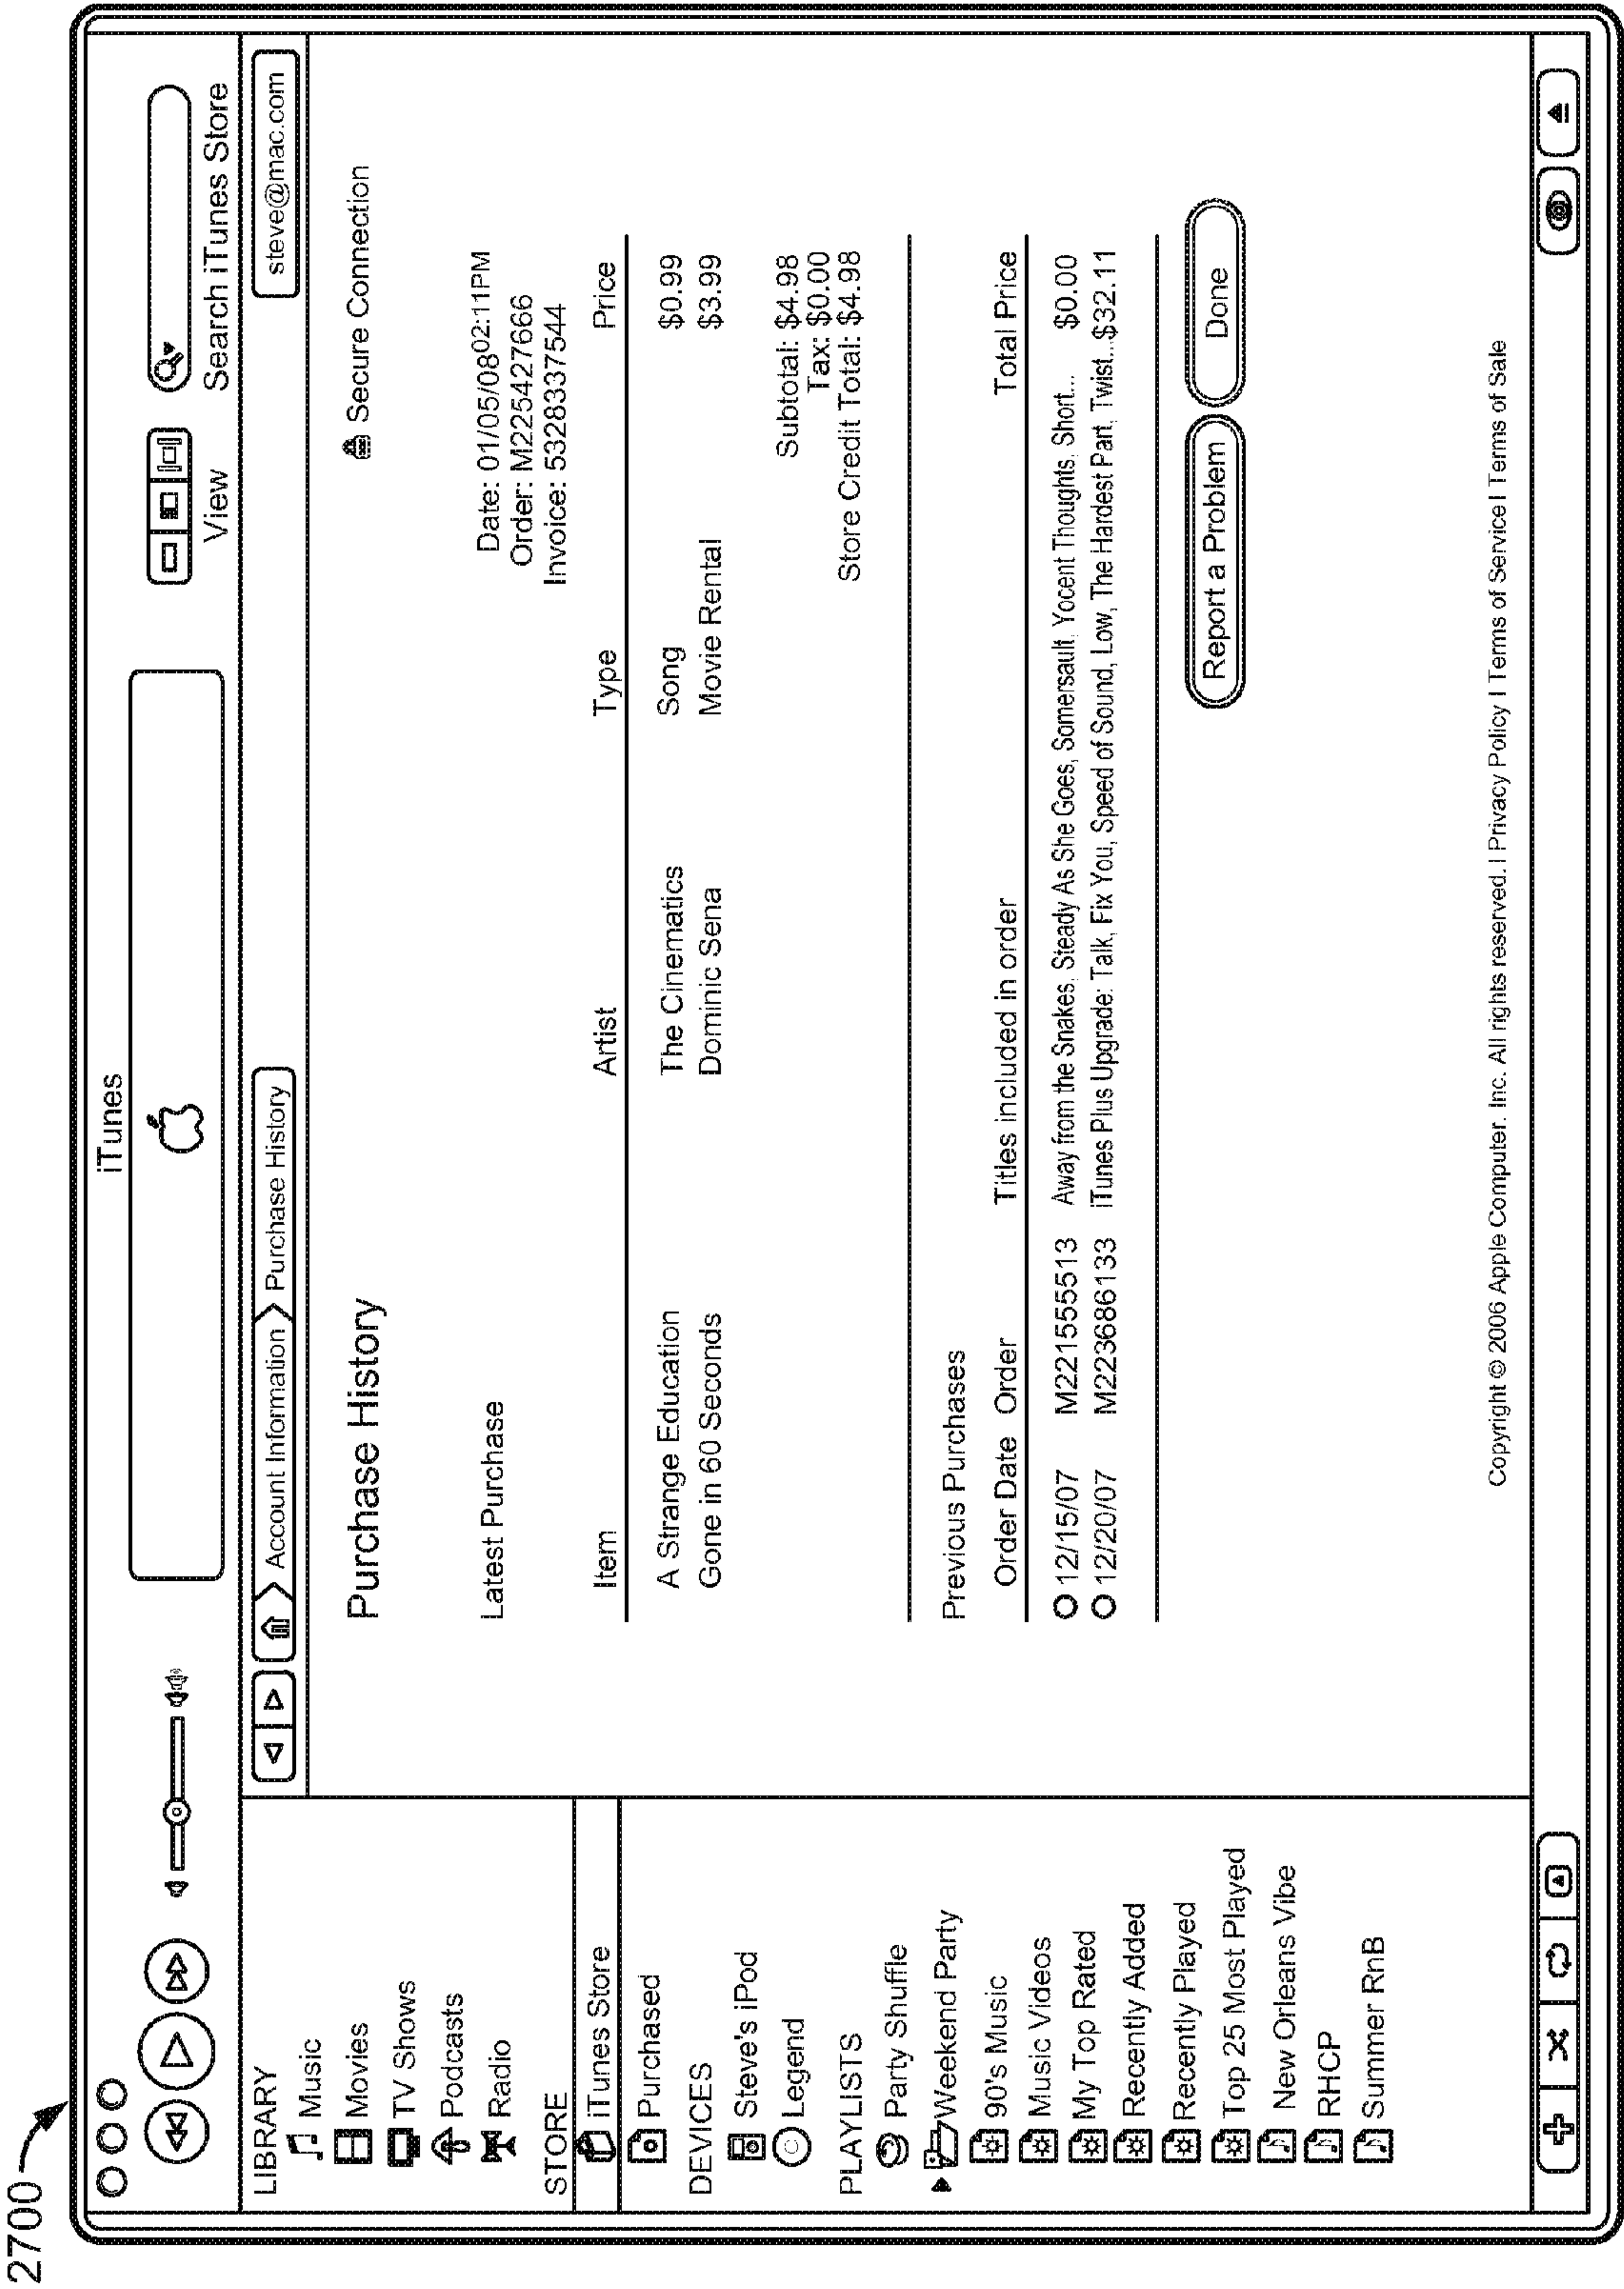 2700
iTunes
View
Search iTunes Store
Account Information
Purchase History
steve@mac.com
LIBRARY
Music
Movies
TV Shows
Podcasts
Radio
STORE
iTunes Store
Purchased
DEVICES
Steve's iPod
Legend
PLAYLISTS
Party Shuffle
Weekend Party
90's Music
Music Videos
My Top Rated
Recently Added
Recently Played
Top 25 Most Played
New Orleans Vibe
RHCP
Summer RnB
Purchase History
Secure Connection
Latest Purchase
Date: 01/05/08 02:11PM
Order: M225427666
Invoice: 5328337544
Item Artist Type Price
A Strange Education The Cinematics Song $0.99
Gone in 60 Seconds Dominic Sena Movie Rental $3.99
Subtotal: $4.98
Tax: $0.00
Store Credit Total: $4.98
Previous Purchases
Order Date Order Titles included in order Total Price
12/15/07 M221555513 Away from the Snakes, Steady As She Goes, Somersault, Yocent Thoughts, Short... $0.00
12/20/07 M223686133 iTunes Plus Upgrade: Talk, Fix You, Speed of Sound, Low, The Hardest Part, Twist...$32.11
Report a Problem
Done
Copyright © 2006 Apple Computer. Inc. All rights reserved. | Privacy Policy | Terms of Service | Terms of Sale